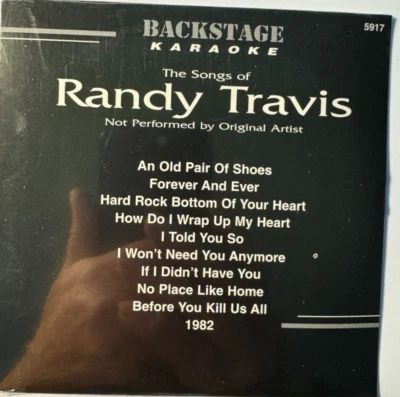 BACKSTAGE
KARAOKE
5917
The Songs of
Randy Travis
Not Performed by Original Artist
An Old Pair Of Shoes
Forever And Ever
Hard Rock Bottom Of Your Heart
How Do I Wrap Up My Heart
I Told You So
I Won't Need You Anymore
If I Didn't Have You
No Place Like Home
Before You Kill Us All
1982